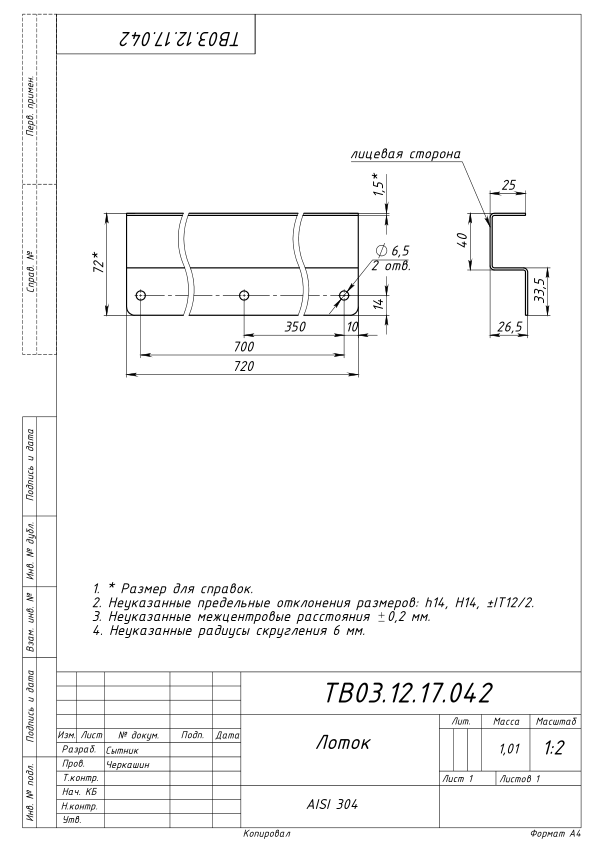 ТВ03.12.17.042
Перв. примен.
Справ. №
Подпись и дата
Инв. № дубл.
Взам. инв. №
Подпись и дата
Инв. № подл.
лицевая сторона
1,5*
25
72*
40
⌀ 6,5
2 отв.
33,5
14
350
10
26,5
700
720
1. * Размер для справок.
2. Неуказанные предельные отклонения размеров: h14, H14, ±IT12/2.
3. Неуказанные межцентровые расстояния ±0,2 мм.
4. Неуказанные радиусы скругления 6 мм.
ТВ03.12.17.042
Изм. Лист № докум. Подп. Дата
Разраб. Сытник
Пров. Черкашин
Т.контр.
Нач. КБ
Н.контр.
Утв.
Лоток
Лит. Масса Масштаб
1,01 1:2
Лист 1 Листов 1
AISI 304
Копировал Формат А4